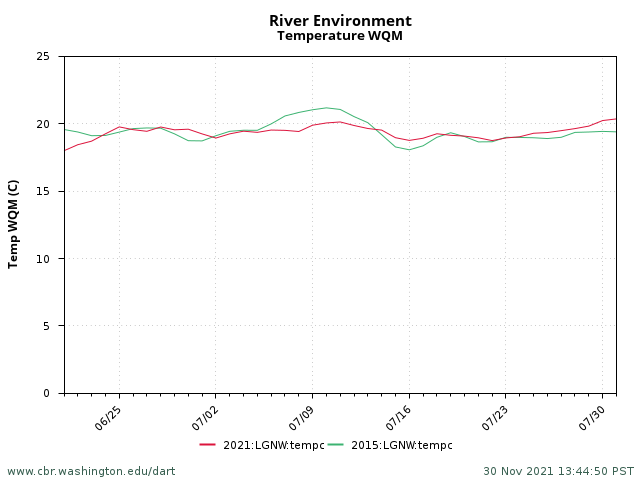 River Environment
Temperature WQM
25
20
15
10
5
0
Temp WQM (C)
06/25
07/02
07/09
07/16
07/23
07/30
2021:LGNW:tempc
2015:LGNW:tempc
www.cbr.washington.edu/dart
30 Nov 2021 13:44:50 PST